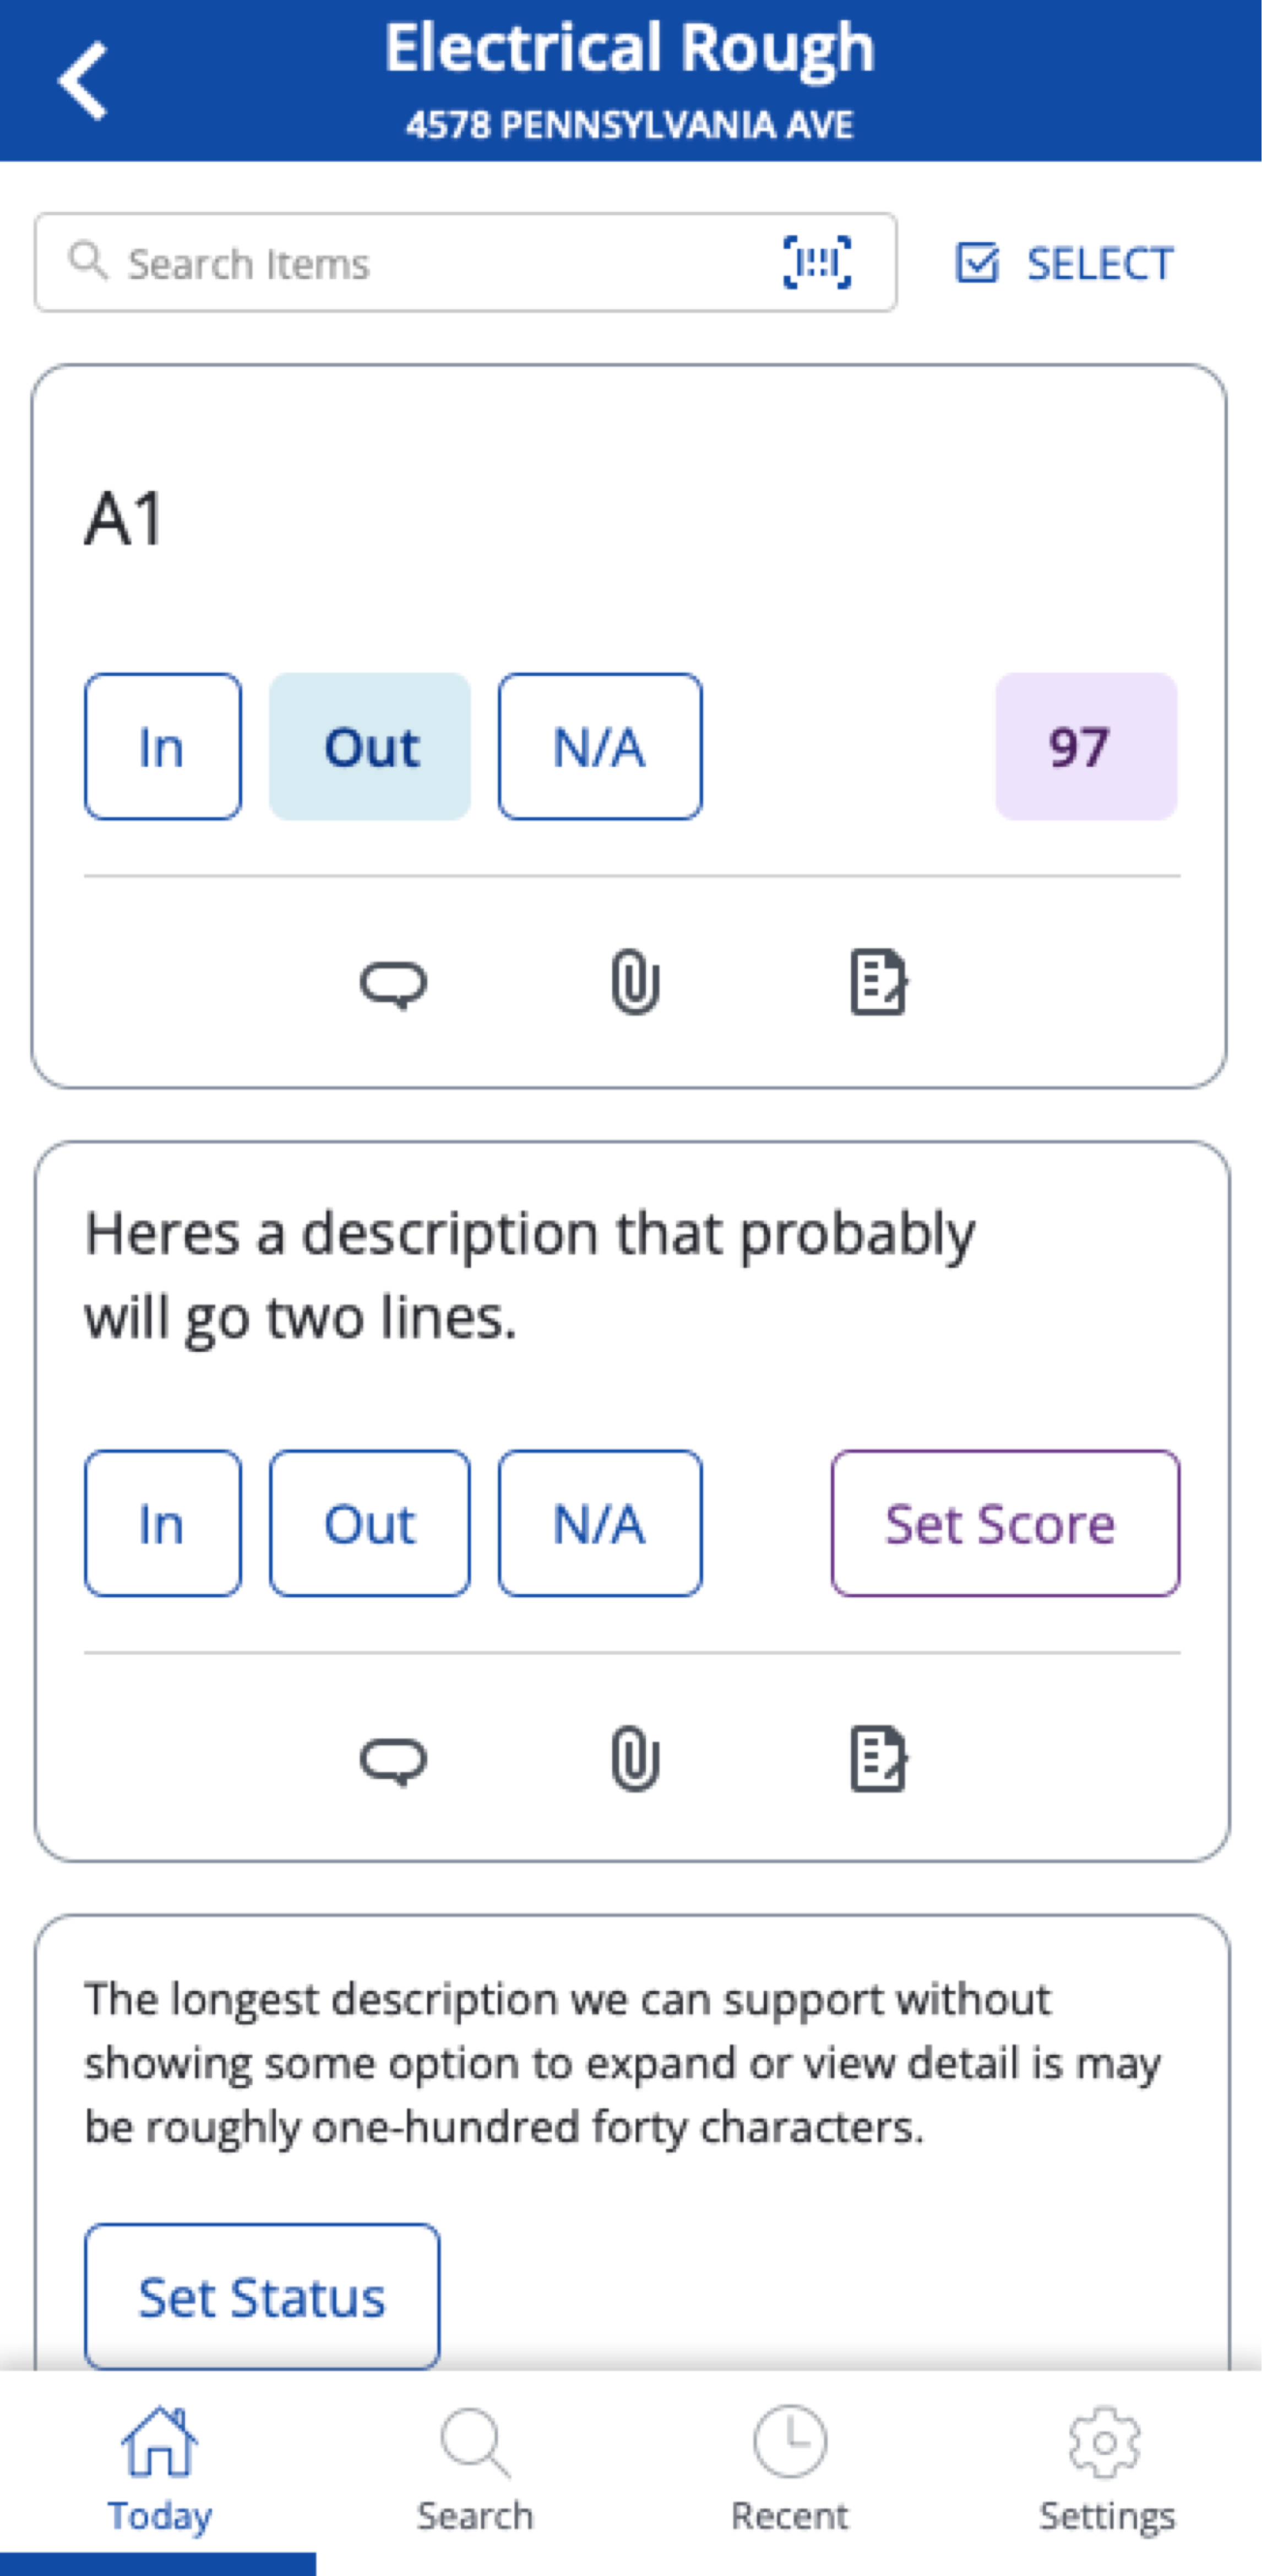 Electrical Rough
4578 PENNSYLVANIA AVE
Search Items
SELECT
A1
In Out N/A 97
Heres a description that probably
will go two lines.
In Out N/A Set Score
The longest description we can support without
showing some option to expand or view detail is may
be roughly one-hundred forty characters.
Set Status
Today Search Recent Settings